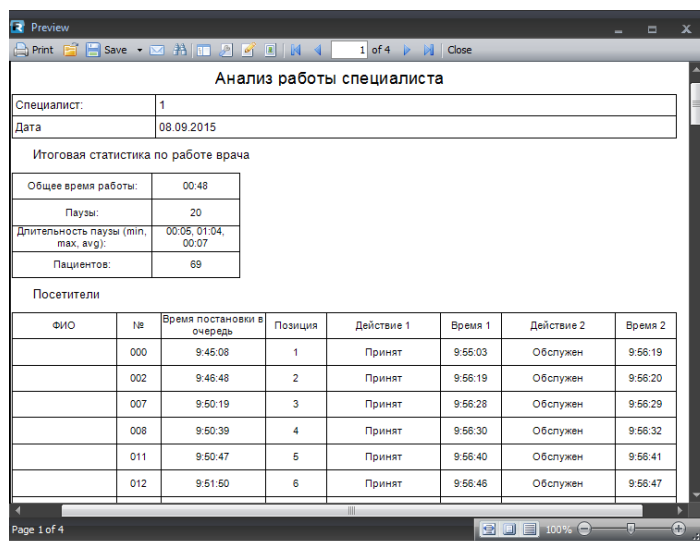 Preview
Print Save 1 of 4 Close
Анализ работы специалиста
Специалист: 1
Дата 08.09.2015
Итоговая статистика по работе врача
Общее время работы: 00:48
Паузы: 20
Длительность паузы (min, max, avg): 00:05, 01:04, 00:07
Пациентов: 69
Посетители
ФИО № Время постановки в очередь Позиция Действие 1 Время 1 Действие 2 Время 2
000 9:45:08 1 Принят 9:55:03 Обслужен 9:56:19
002 9:46:48 2 Принят 9:56:19 Обслужен 9:56:20
007 9:50:19 3 Принят 9:56:28 Обслужен 9:56:29
008 9:50:39 4 Принят 9:56:30 Обслужен 9:56:32
011 9:50:47 5 Принят 9:56:40 Обслужен 9:56:41
012 9:51:50 6 Принят 9:56:46 Обслужен 9:56:47
Page 1 of 4 100%